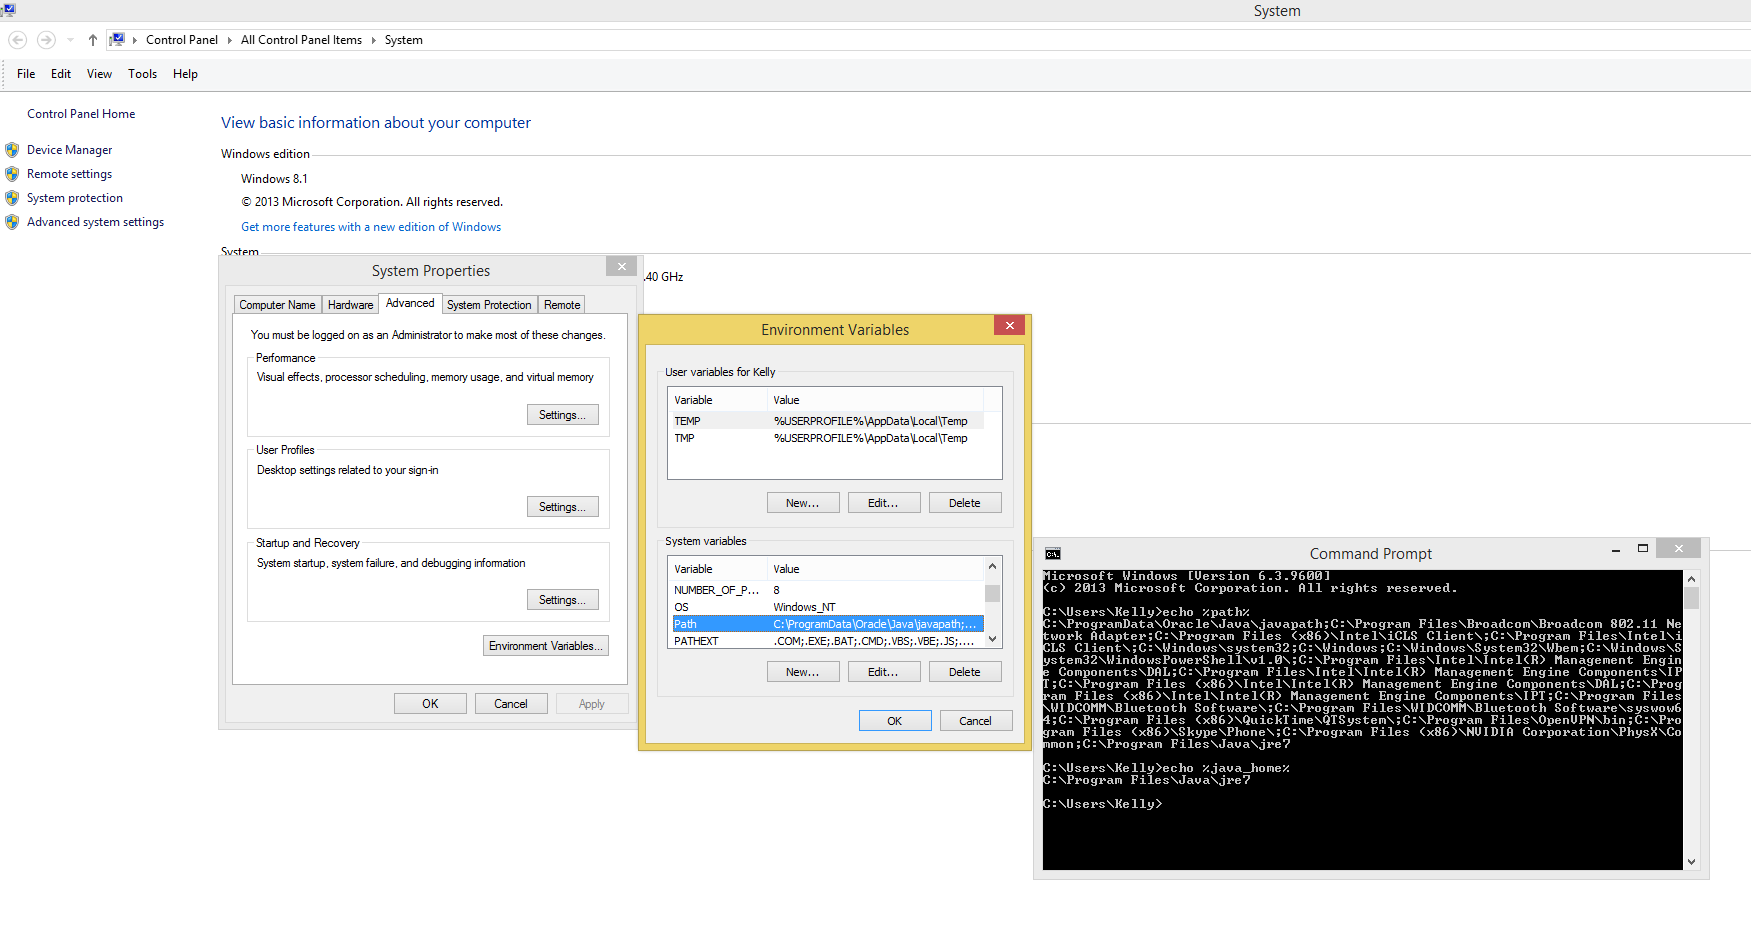 System
Control Panel
All Control Panel Items
System
File Edit View Tools Help
Control Panel Home
Device Manager
Remote settings
System protection
Advanced system settings
View basic information about your computer
Windows edition
Windows 8.1
© 2013 Microsoft Corporation. All rights reserved.
Get more features with a new edition of Windows
System
.40 GHz
System Properties
Computer Name Hardware Advanced System Protection Remote
You must be logged on as an Administrator to make most of these changes.
Performance
Visual effects, processor scheduling, memory usage, and virtual memory
Settings...
User Profiles
Desktop settings related to your sign-in
Settings...
Startup and Recovery
System startup, system failure, and debugging information
Settings...
Environment Variables...
OK Cancel Apply
Environment Variables
User variables for Kelly
Variable Value
TEMP %USERPROFILE%\AppData\Local\Temp
TMP %USERPROFILE%\AppData\Local\Temp
New... Edit... Delete
System variables
Variable Value
NUMBER_OF_P... 8
OS Windows_NT
Path C:\ProgramData\Oracle\Java\javapath;...
PATHEXT .COM;.EXE;.BAT;.CMD;.VBS;.VBE;.JS;....
New... Edit... Delete
OK Cancel
C:\.
Command Prompt
Microsoft Windows [Version 6.3.9600]
(c) 2013 Microsoft Corporation. All rights reserved.
C:\Users\Kelly>echo %path%
C:\ProgramData\Oracle\Java\javapath;C:\Program Files\Broadcom\Broadcom 802.11 Ne
twork Adapter;C:\Program Files (x86)\Intel\iCLS Client\;C:\Program Files\Intel\i
CLS Client\;C:\Windows\system32;C:\Windows;C:\Windows\System32\Wbem;C:\Windows\S
ystem32\WindowsPowerShell\v1.0\;C:\Program Files\Intel\Intel(R) Management Engin
e Components\DAL;C:\Program Files\Intel\Intel(R) Management Engine Components\IP
T;C:\Program Files (x86)\Intel\Intel(R) Management Engine Components\DAL;C:\Prog
ram Files (x86)\Intel\Intel(R) Management Engine Components\IPT;C:\Program Files
\WIDCOMM\Bluetooth Software\;C:\Program Files\WIDCOMM\Bluetooth Software\syswow6
4;C:\Program Files (x86)\QuickTime\QTSystem\;C:\Program Files\OpenVPN\bin;C:\Pro
gram Files (x86)\Skype\Phone\;C:\Program Files (x86)\NVIDIA Corporation\PhysX\Co
mmon;C:\Program Files\Java\jre7
C:\Users\Kelly>echo %java_home%
C:\Program Files\Java\jre7
C:\Users\Kelly>